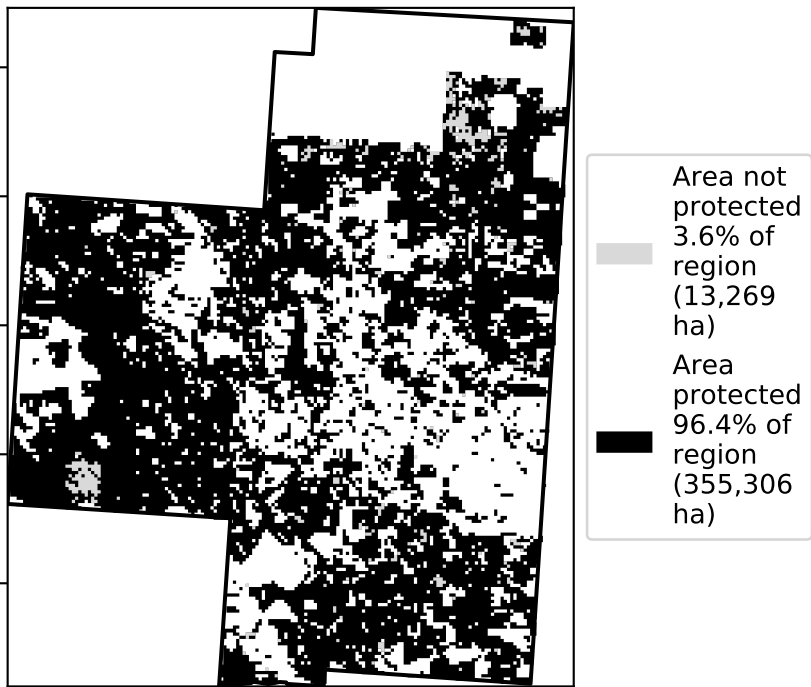 Area not
protected
3.6% of
region
(13,269
ha)
Area
protected
96.4% of
region
(355,306
ha)